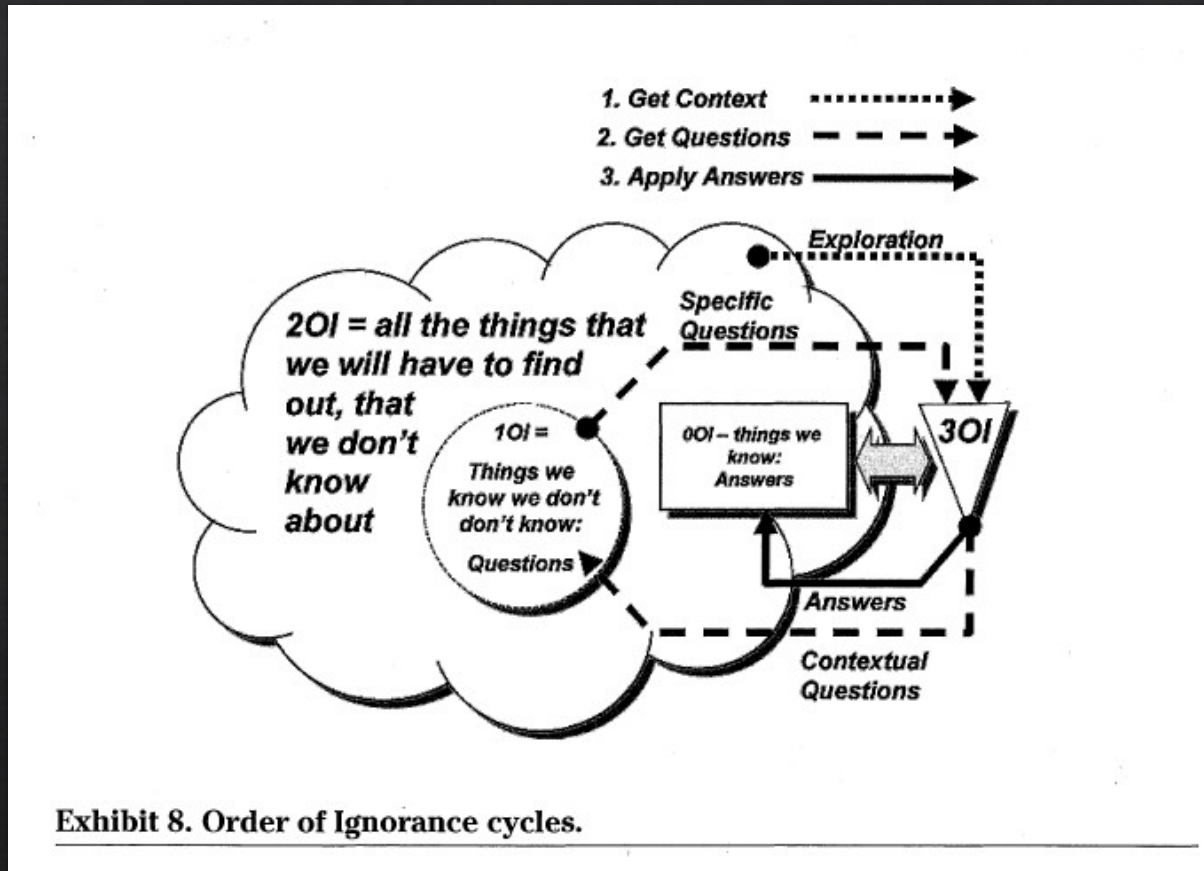 1. Get Context
2. Get Questions
3. Apply Answers
Exploration
Specific
Questions
2OI = all the things that
we will have to find
out, that
we don't
know
about
1OI =
Things we
know we don't
don't know:
Questions
0OI – things we
know:
Answers
3OI
Answers
Contextual
Questions
Exhibit 8. Order of Ignorance cycles.